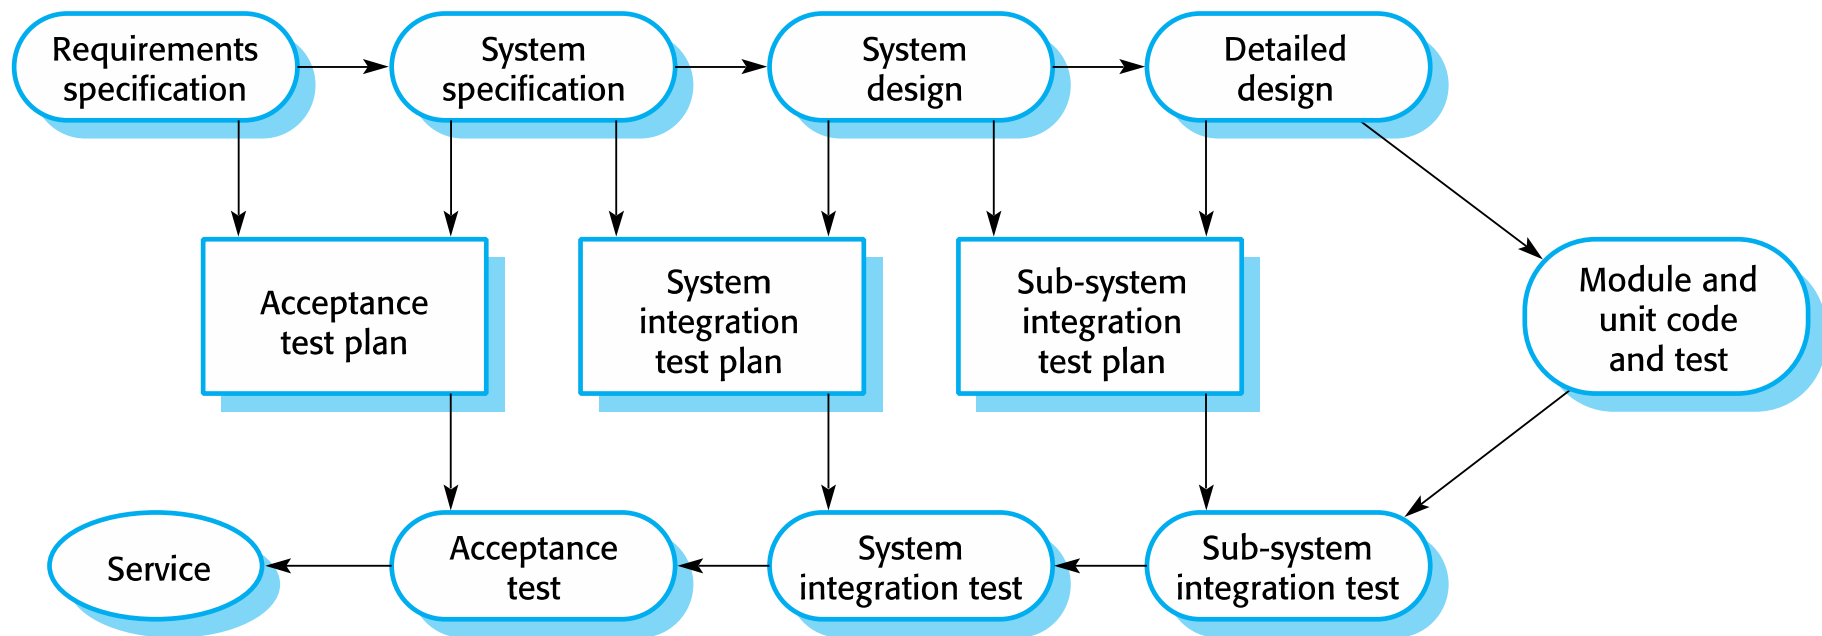 Requirements
specification
System
specification
System
design
Detailed
design
Acceptance
test plan
System
integration
test plan
Sub-system
integration
test plan
Module and
unit code
and test
Service
Acceptance
test
System
integration test
Sub-system
integration test